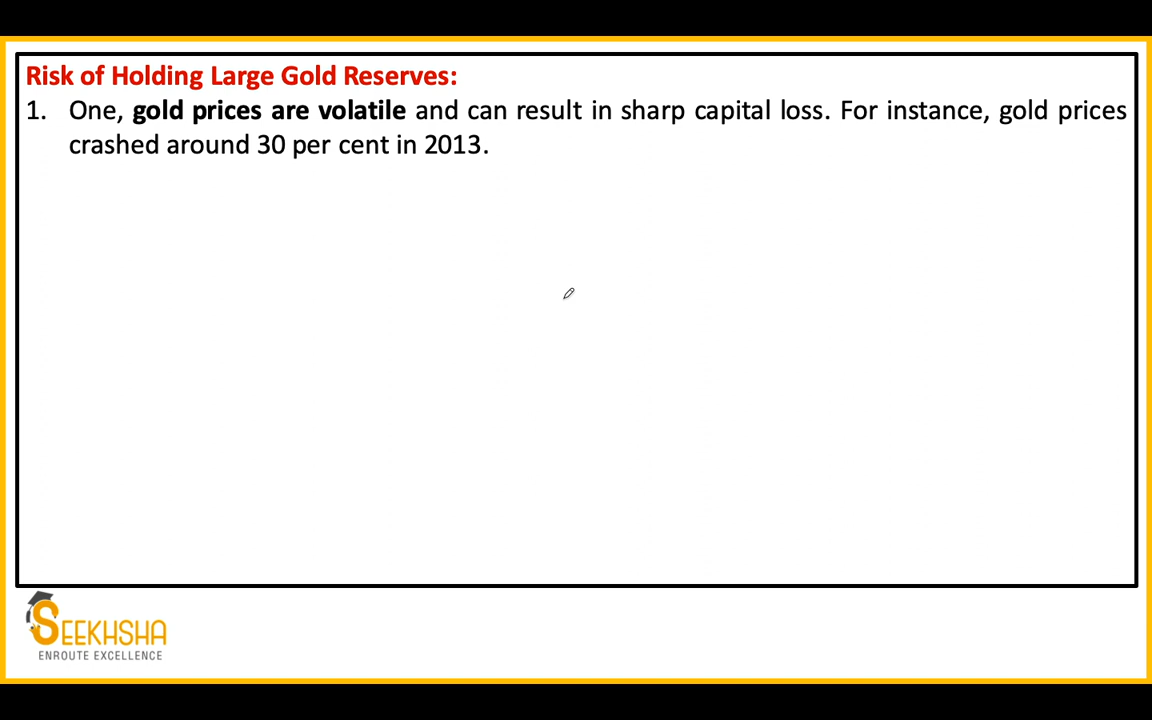 Risk of Holding Large Gold Reserves:
1. One, gold prices are volatile and can result in sharp capital loss. For instance, gold prices
crashed around 30 per cent in 2013.
SEEKHSHA
ENROUTE EXCELLENCE